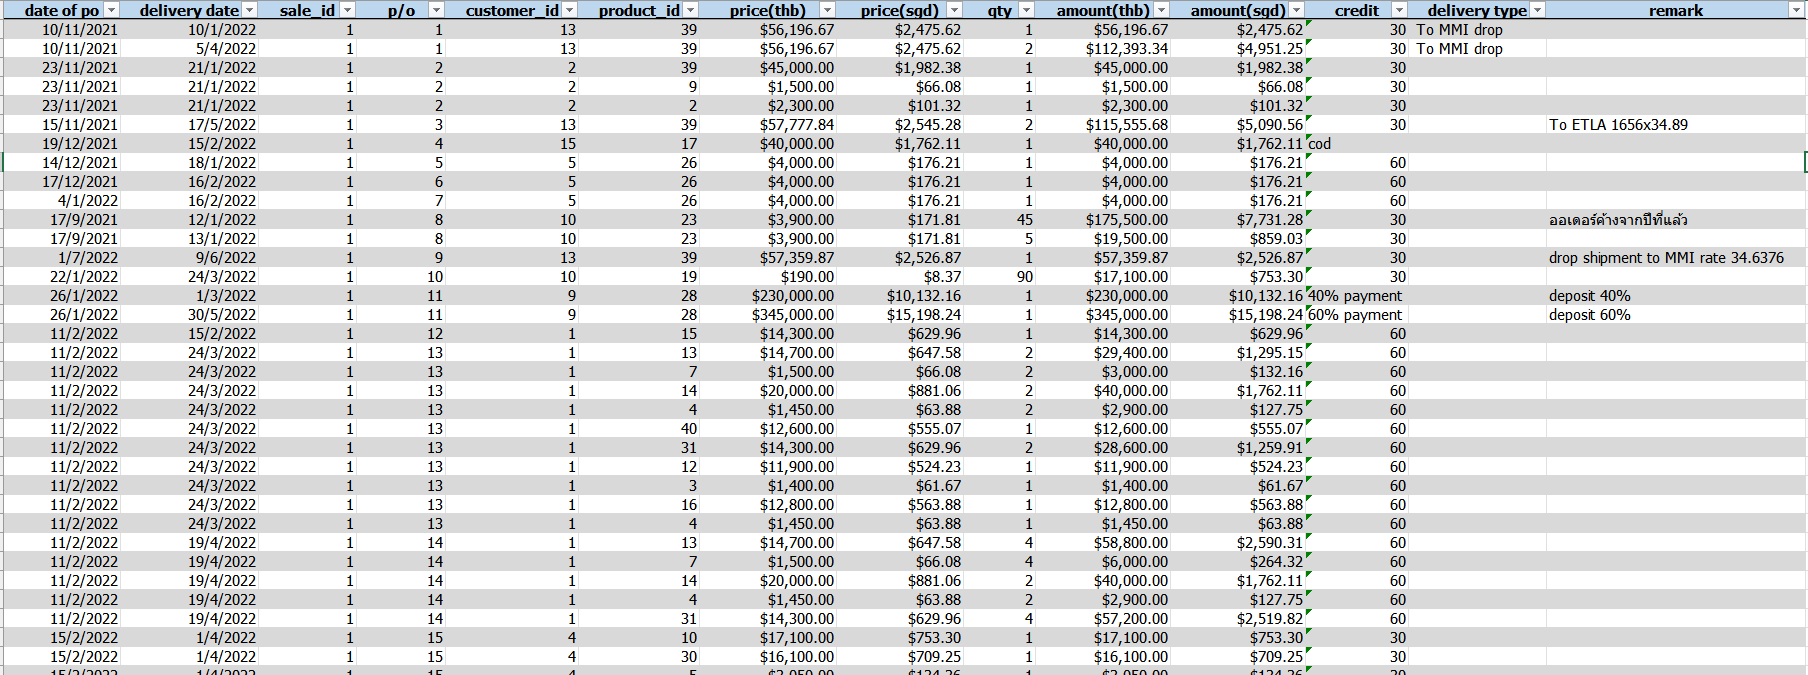 date of po delivery date sale_id p/o customer_id product_id price(thb) price(sgd) qty amount(thb) amount(sgd) credit delivery type remark
10/11/2021 10/1/2022 1 1 13 39 $56,196.67 $2,475.62 1 $56,196.67 $2,475.62 30 To MMI drop
10/11/2021 5/4/2022 1 1 13 39 $56,196.67 $2,475.62 2 $112,393.34 $4,951.25 30 To MMI drop
23/11/2021 21/1/2022 1 2 2 39 $45,000.00 $1,982.38 1 $45,000.00 $1,982.38 30
23/11/2021 21/1/2022 1 2 2 9 $1,500.00 $66.08 1 $1,500.00 $66.08 30
23/11/2021 21/1/2022 1 2 2 2 $2,300.00 $101.32 1 $2,300.00 $101.32 30
15/11/2021 17/5/2022 1 3 13 39 $57,777.84 $2,545.28 2 $115,555.68 $5,090.56 30 To ETLA 1656x34.89
19/12/2021 15/2/2022 1 4 15 17 $40,000.00 $1,762.11 1 $40,000.00 $1,762.11 cod
14/12/2021 18/1/2022 1 5 5 26 $4,000.00 $176.21 1 $4,000.00 $176.21 60
17/12/2021 16/2/2022 1 6 5 26 $4,000.00 $176.21 1 $4,000.00 $176.21 60
4/1/2022 16/2/2022 1 7 5 26 $4,000.00 $176.21 1 $4,000.00 $176.21 60
17/9/2021 12/1/2022 1 8 10 23 $3,900.00 $171.81 45 $175,500.00 $7,731.28 30 ออเดอร์ค้างจากปีที่แล้ว
17/9/2021 13/1/2022 1 8 10 23 $3,900.00 $171.81 5 $19,500.00 $859.03 30
1/7/2022 9/6/2022 1 9 13 39 $57,359.87 $2,526.87 1 $57,359.87 $2,526.87 30 drop shipment to MMI rate 34.6376
22/1/2022 24/3/2022 1 10 10 19 $190.00 $8.37 90 $17,100.00 $753.30 30
26/1/2022 1/3/2022 1 11 9 28 $230,000.00 $10,132.16 1 $230,000.00 $10,132.16 40% payment deposit 40%
26/1/2022 30/5/2022 1 11 9 28 $345,000.00 $15,198.24 1 $345,000.00 $15,198.24 60% payment deposit 60%
11/2/2022 15/2/2022 1 12 1 15 $14,300.00 $629.96 1 $14,300.00 $629.96 60
11/2/2022 24/3/2022 1 13 1 13 $14,700.00 $647.58 2 $29,400.00 $1,295.15 60
11/2/2022 24/3/2022 1 13 1 7 $1,500.00 $66.08 2 $3,000.00 $132.16 60
11/2/2022 24/3/2022 1 13 1 14 $20,000.00 $881.06 2 $40,000.00 $1,762.11 60
11/2/2022 24/3/2022 1 13 1 4 $1,450.00 $63.88 2 $2,900.00 $127.75 60
11/2/2022 24/3/2022 1 13 1 40 $12,600.00 $555.07 1 $12,600.00 $555.07 60
11/2/2022 24/3/2022 1 13 1 31 $14,300.00 $629.96 2 $28,600.00 $1,259.91 60
11/2/2022 24/3/2022 1 13 1 12 $11,900.00 $524.23 1 $11,900.00 $524.23 60
11/2/2022 24/3/2022 1 13 1 3 $1,400.00 $61.67 1 $1,400.00 $61.67 60
11/2/2022 24/3/2022 1 13 1 16 $12,800.00 $563.88 1 $12,800.00 $563.88 60
11/2/2022 24/3/2022 1 13 1 4 $1,450.00 $63.88 1 $1,450.00 $63.88 60
11/2/2022 19/4/2022 1 14 1 13 $14,700.00 $647.58 4 $58,800.00 $2,590.31 60
11/2/2022 19/4/2022 1 14 1 7 $1,500.00 $66.08 4 $6,000.00 $264.32 60
11/2/2022 19/4/2022 1 14 1 14 $20,000.00 $881.06 2 $40,000.00 $1,762.11 60
11/2/2022 19/4/2022 1 14 1 4 $1,450.00 $63.88 2 $2,900.00 $127.75 60
11/2/2022 19/4/2022 1 14 1 31 $14,300.00 $629.96 4 $57,200.00 $2,519.82 60
15/2/2022 1/4/2022 1 15 4 10 $17,100.00 $753.30 1 $17,100.00 $753.30 30
15/2/2022 1/4/2022 1 15 4 30 $16,100.00 $709.25 1 $16,100.00 $709.25 30